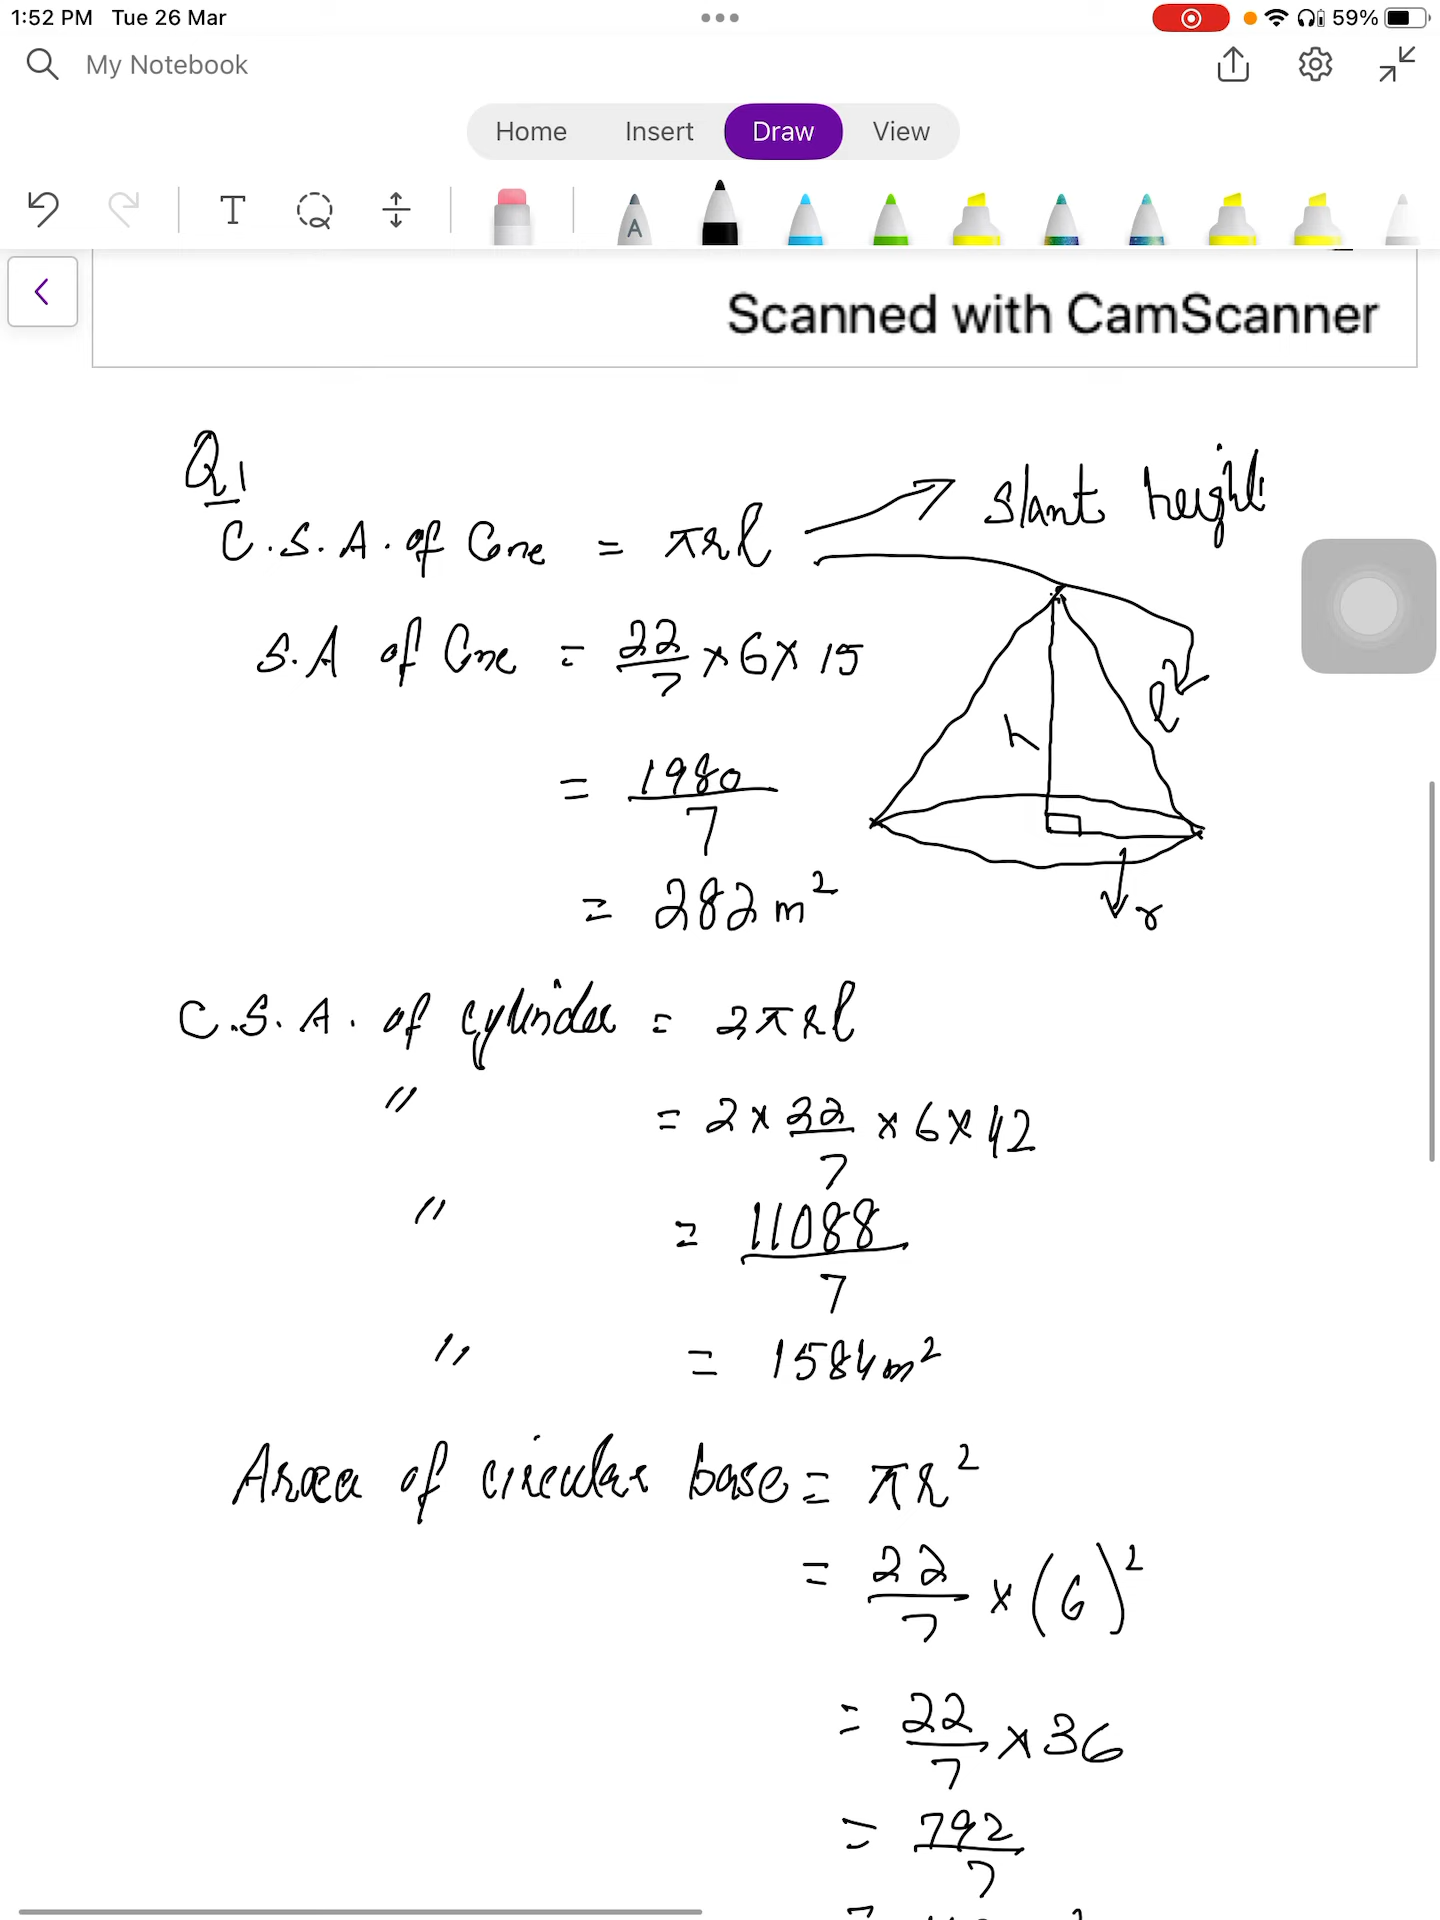 1:52 PM Tue 26 Mar
59%
My Notebook
Home Insert Draw View
T
A
Scanned with CamScanner
Q1
C.S.A. of Cone = πrl
slant height
S.A of Cone = 22/7 × 6 × 15
h
l
= 1980/7
= 282 m²
r
C.S.A. of cylinder = 2πrl
" = 2 × 22/7 × 6 × 42
" = 11088/7
" = 1584 m²
Area of circular base = πr²
= 22/7 × (6)²
= 22/7 × 36
= 792/7